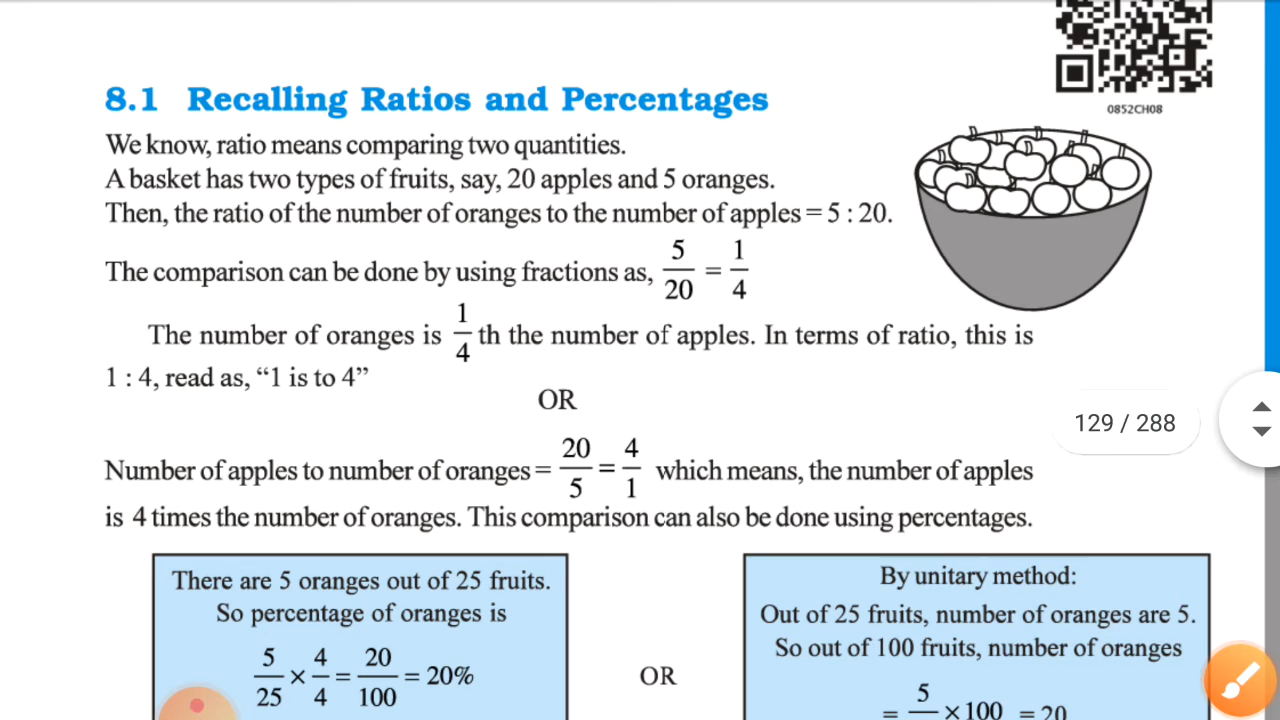 0852CH08
8.1 Recalling Ratios and Percentages
We know, ratio means comparing two quantities.
A basket has two types of fruits, say, 20 apples and 5 oranges.
Then, the ratio of the number of oranges to the number of apples = 5 : 20.
The comparison can be done by using fractions as, 5/20 = 1/4
The number of oranges is 1/4 th the number of apples. In terms of ratio, this is
1 : 4, read as, “1 is to 4”
OR
129 / 288
Number of apples to number of oranges = 20/5 = 4/1 which means, the number of apples
is 4 times the number of oranges. This comparison can also be done using percentages.
There are 5 oranges out of 25 fruits.
So percentage of oranges is
5/25 × 4/4 = 20/100 = 20%
OR
By unitary method:
Out of 25 fruits, number of oranges are 5.
So out of 100 fruits, number of oranges
= 5/ × 100 = 20